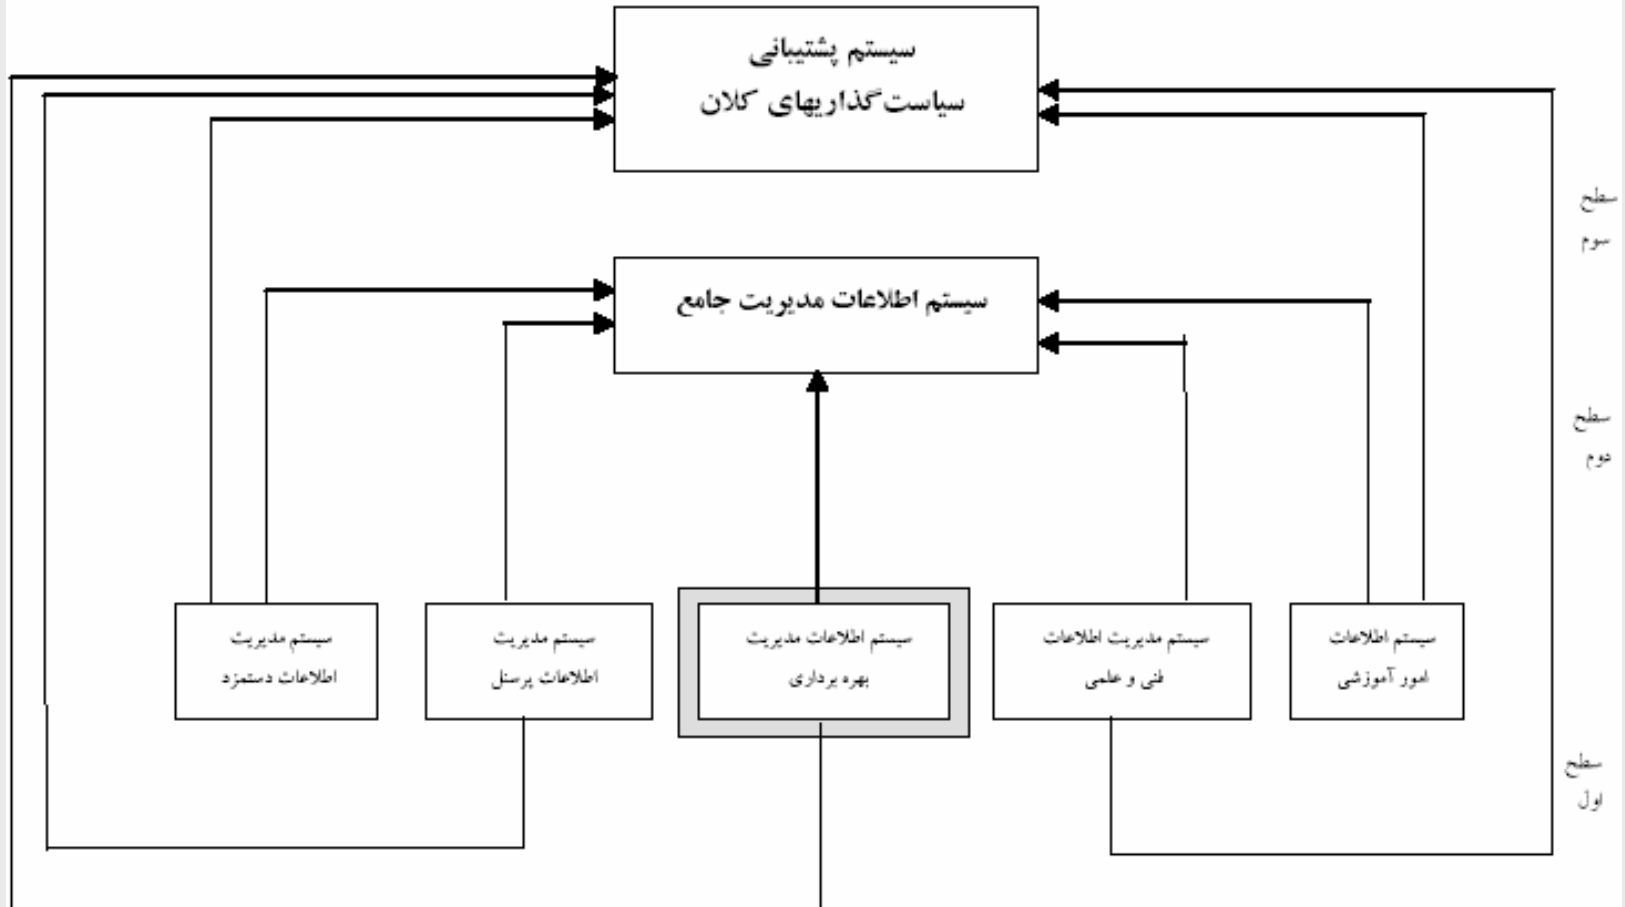 سیستم پشتیبانی
سیاست‌گذاریهای کلان
سطح
سوم
سیستم اطلاعات مدیریت جامع
سطح
دوم
سیستم اطلاعات
امور آموزشی
سیستم مدیریت اطلاعات
فنی و علمی
سیستم اطلاعات مدیریت
بهره برداری
سیستم مدیریت
اطلاعات پرسنل
سیستم مدیریت
اطلاعات دستمزد
سطح
اول